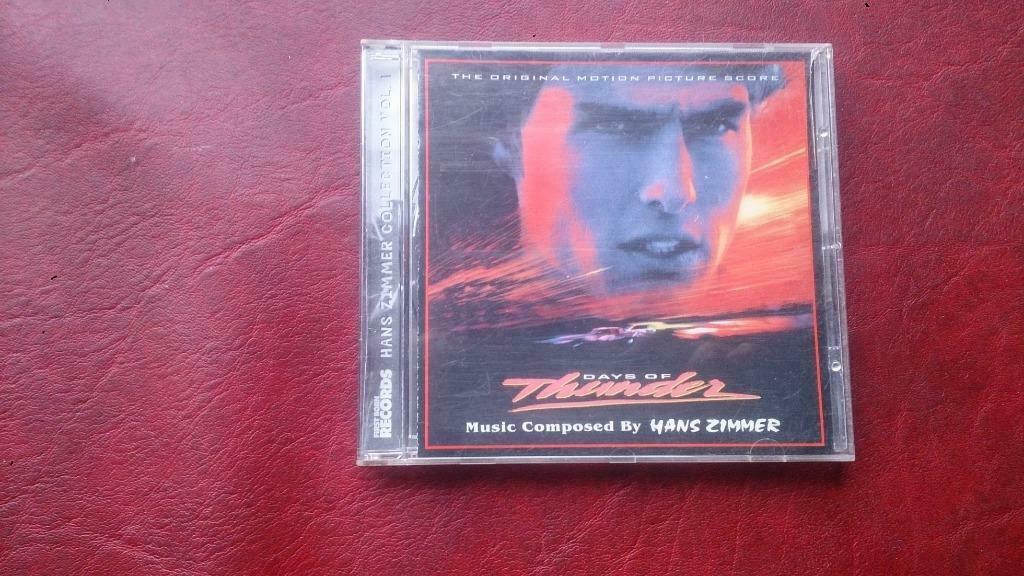 THE ORIGINAL MOTION PICTURE SCORE
DAYS OF
Thunder
Music Composed By HANS ZIMMER
HANS ZIMMER COLLECTION VOL. 1
RECORDS